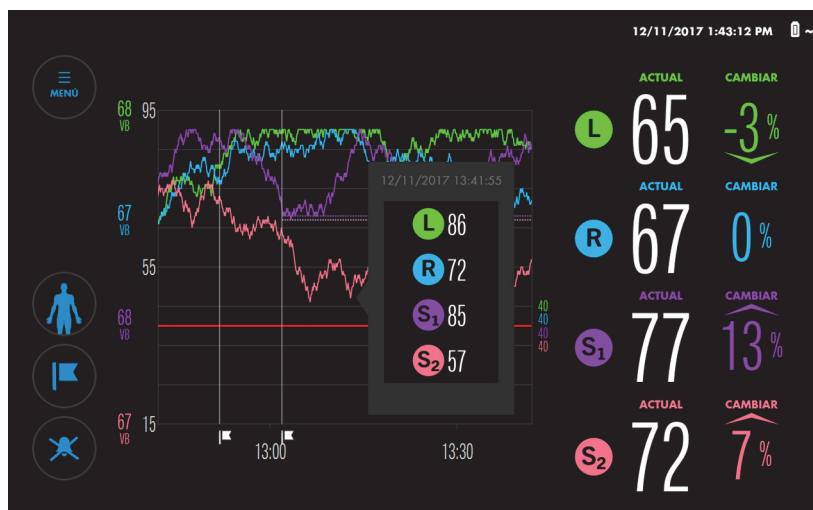 12/11/2017 1:43:12 PM
MENÚ
68
VB
67
VB
68
VB
67
VB
95
55
15
13:00
13:30
40
40
40
40
12/11/2017 13:41:55
L 86
R 72
S1 85
S2 57
ACTUAL CAMBIAR
L 65 -3 %
ACTUAL CAMBIAR
R 67 0 %
ACTUAL CAMBIAR
S1 77 13 %
ACTUAL CAMBIAR
S2 72 7 %